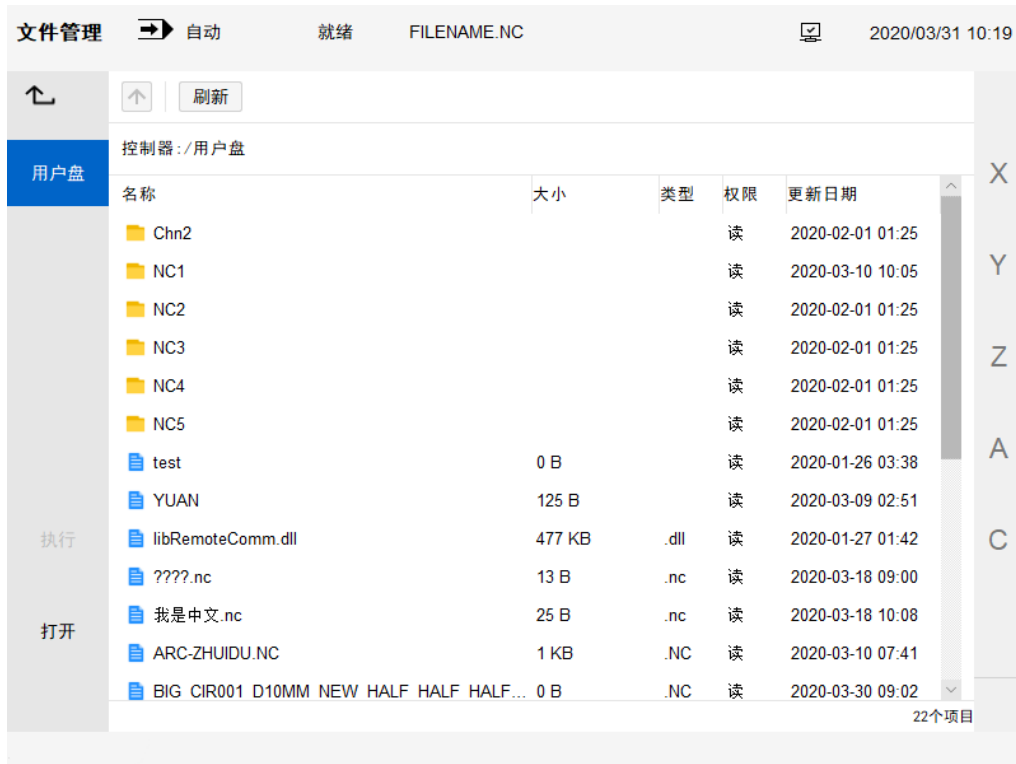 文件管理 自动 就绪 FILENAME.NC 2020/03/31 10:19
刷新
控制器:/用户盘
用户盘
名称 大小 类型 权限 更新日期
Chn2 读 2020-02-01 01:25
NC1 读 2020-03-10 10:05
NC2 读 2020-02-01 01:25
NC3 读 2020-02-01 01:25
NC4 读 2020-02-01 01:25
NC5 读 2020-02-01 01:25
test 0 B 读 2020-01-26 03:38
YUAN 125 B 读 2020-03-09 02:51
libRemoteComm.dll 477 KB .dll 读 2020-01-27 01:42
????.nc 13 B .nc 读 2020-03-18 09:00
我是中文.nc 25 B .nc 读 2020-03-18 10:08
ARC-ZHUIDU.NC 1 KB .NC 读 2020-03-10 07:41
BIG_CIR001_D10MM_NEW_HALF_HALF_HALF... 0 B .NC 读 2020-03-30 09:02
22个项目
执行
打开
X
Y
Z
A
C